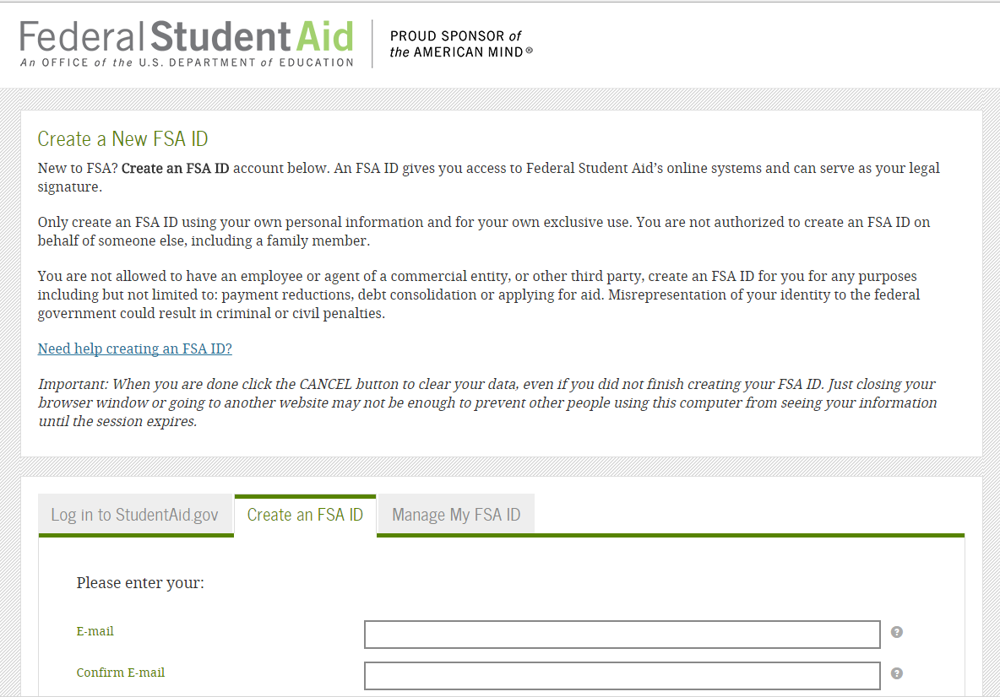 Federal Student Aid
An OFFICE of the U.S. DEPARTMENT of EDUCATION
PROUD SPONSOR of
the AMERICAN MIND®
Create a New FSA ID
New to FSA? Create an FSA ID account below. An FSA ID gives you access to Federal Student Aid’s online systems and can serve as your legal
signature.
Only create an FSA ID using your own personal information and for your own exclusive use. You are not authorized to create an FSA ID on
behalf of someone else, including a family member.
You are not allowed to have an employee or agent of a commercial entity, or other third party, create an FSA ID for you for any purposes
including but not limited to: payment reductions, debt consolidation or applying for aid. Misrepresentation of your identity to the federal
government could result in criminal or civil penalties.
Need help creating an FSA ID?
Important: When you are done click the CANCEL button to clear your data, even if you did not finish creating your FSA ID. Just closing your
browser window or going to another website may not be enough to prevent other people using this computer from seeing your information
until the session expires.
Log in to StudentAid.gov
Create an FSA ID
Manage My FSA ID
Please enter your:
E-mail
?
Confirm E-mail
?